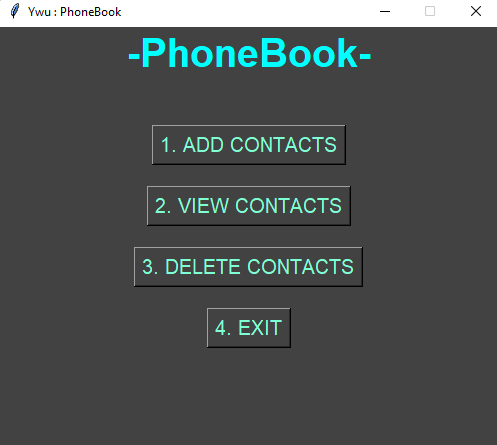 Ywu : PhoneBook
-PhoneBook-
1. ADD CONTACTS
2. VIEW CONTACTS
3. DELETE CONTACTS
4. EXIT